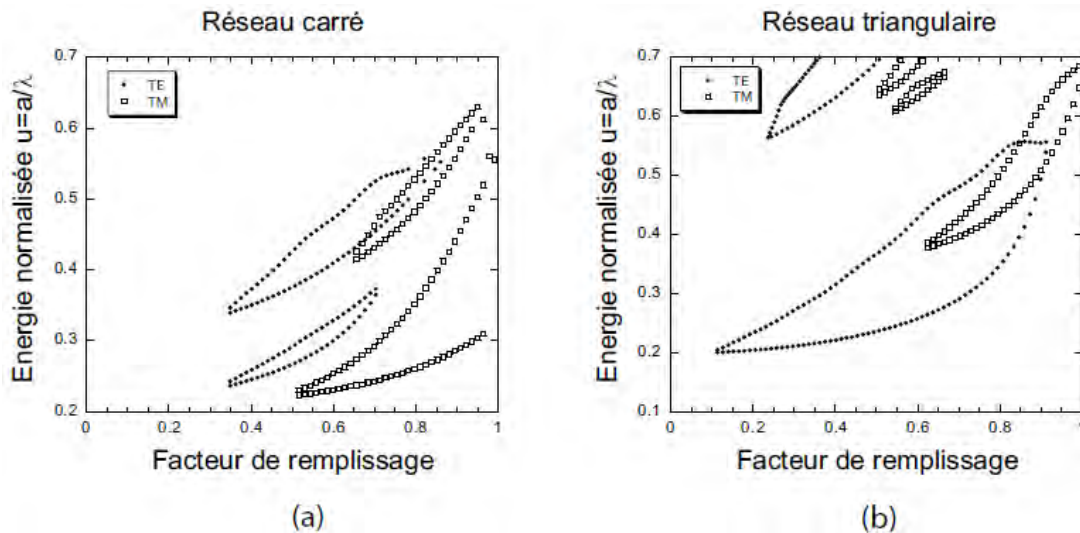 Réseau carré
0.7
0.6
0.5
0.4
0.3
0.2
TE
TM
Energie normalisée u=a/λ
0
0.2
0.4
0.6
0.8
1
Facteur de remplissage
(a)
Réseau triangulaire
0.7
0.6
0.5
0.4
0.3
0.2
0.1
TE
TM
Energie normalisée u=a/λ
0
0.2
0.4
0.6
0.8
1
Facteur de remplissage
(b)